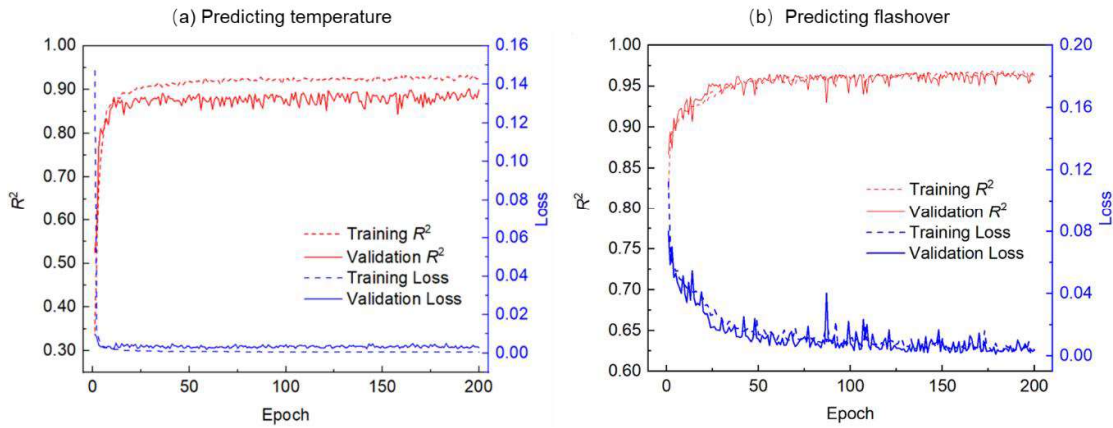 (a) Predicting temperature
1.00
0.90
0.80
0.70
0.60
0.50
0.40
0.30
R²
0.16
0.14
0.12
0.10
0.08
0.06
0.04
0.02
0.00
Loss
Training R²
Validation R²
Training Loss
Validation Loss
0 50 100 150 200
Epoch
(b) Predicting flashover
1.00
0.95
0.90
0.85
0.80
0.75
0.70
0.65
0.60
R²
0.20
0.16
0.12
0.08
0.04
0.00
Loss
Training R²
Validation R²
Training Loss
Validation Loss
0 50 100 150 200
Epoch